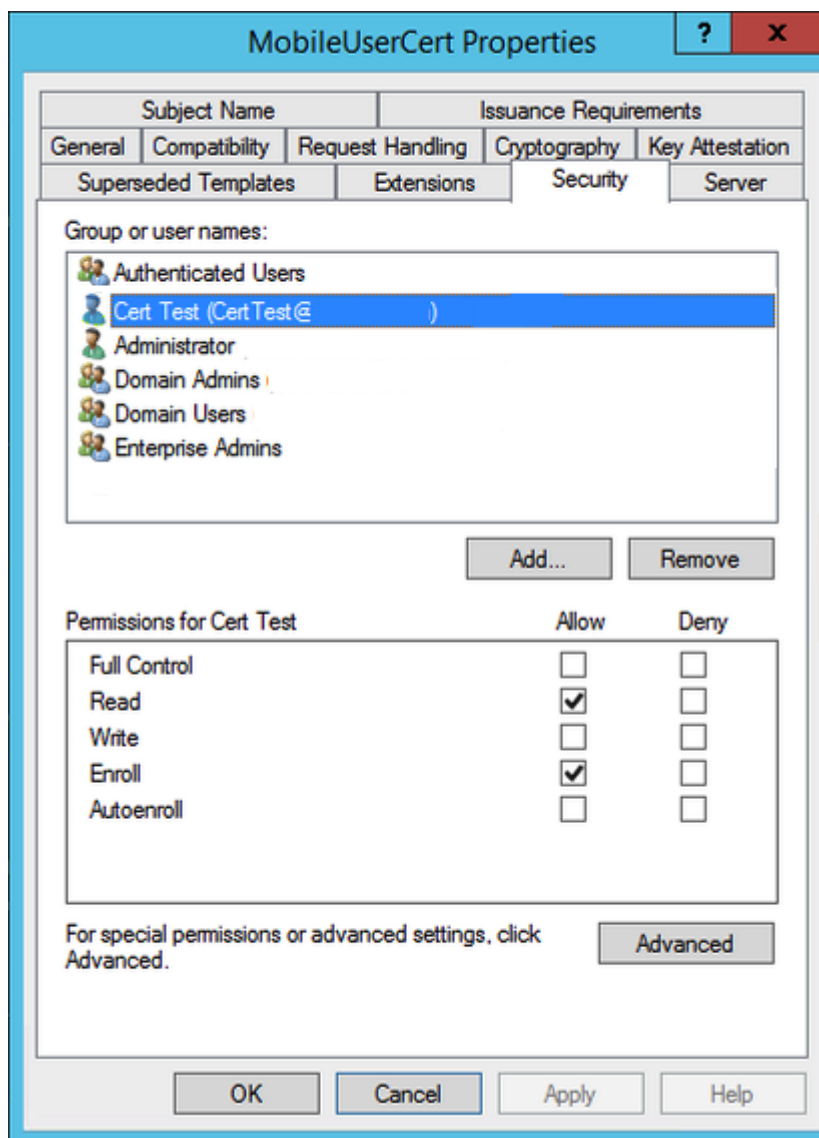 MobileUserCert Properties
? x
Subject Name Issuance Requirements
General Compatibility Request Handling Cryptography Key Attestation
Superseded Templates Extensions Security Server
Group or user names:
Authenticated Users
Cert Test (CertTest@ )
Administrator
Domain Admins
Domain Users
Enterprise Admins
Add... Remove
Permissions for Cert Test Allow Deny
Full Control
Read
Write
Enroll
Autoenroll
For special permissions or advanced settings, click
Advanced.
Advanced
OK Cancel Apply Help